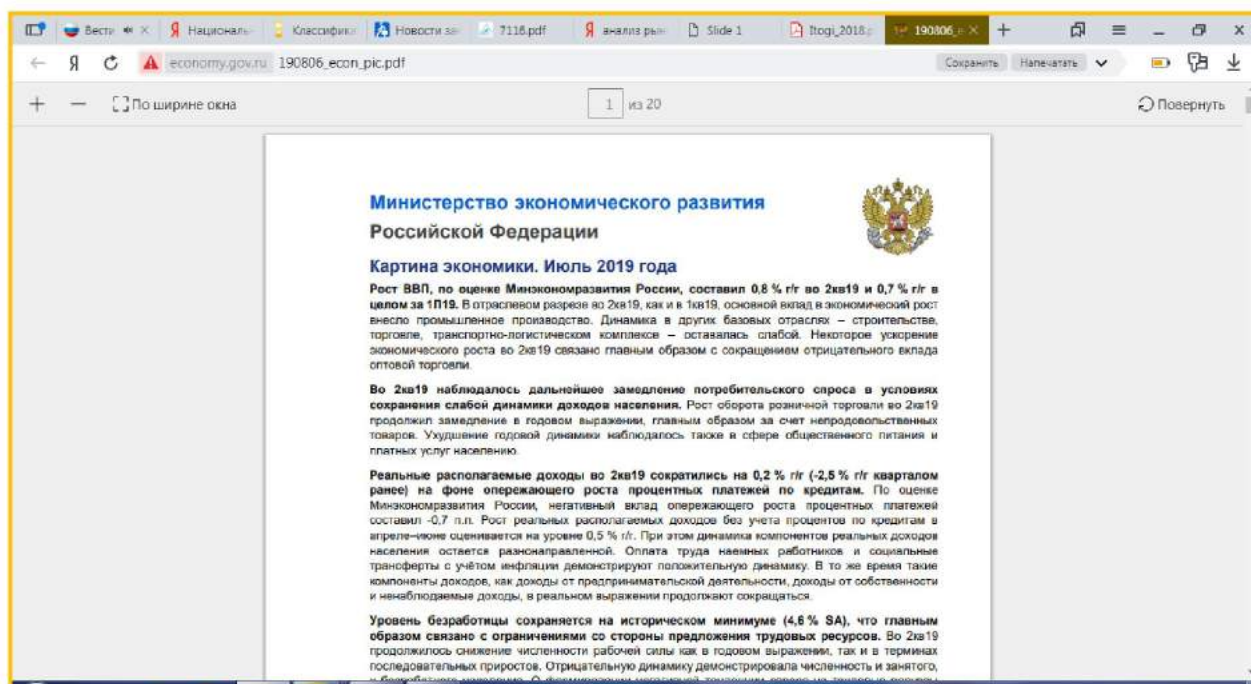 Вести
Националь
Классифика
Новости за
7116.pdf
анализ рын
Slide 1
Itogi_2018.p
190806_e
economy.gov.ru 190806_econ_pic.pdf
Сохранить Напечатать
По ширине окна
1 из 20
Повернуть
Министерство экономического развития
Российской Федерации
Картина экономики. Июль 2019 года
Рост ВВП, по оценке Минэкономразвития России, составил 0,8 % г/г во 2кв19 и 0,7 % г/г в
целом за 1П19. В отраслевом разрезе во 2кв19, как и в 1кв19, основной вклад в экономический рост
внесло промышленное производство. Динамика в других базовых отраслях – строительстве,
торговле, транспортно-логистическом комплексе – оставалась слабой. Некоторое ускорение
экономического роста во 2кв19 связано главным образом с сокращением отрицательного вклада
оптовой торговли.
Во 2кв19 наблюдалось дальнейшее замедление потребительского спроса в условиях
сохранения слабой динамики доходов населения. Рост оборота розничной торговли во 2кв19
продолжил замедление в годовом выражении, главным образом за счет непродовольственных
товаров. Ухудшение годовой динамики наблюдалось также в сфере общественного питания и
платных услуг населению.
Реальные располагаемые доходы во 2кв19 сократились на 0,2 % г/г (-2,5 % г/г кварталом
ранее) на фоне опережающего роста процентных платежей по кредитам. По оценке
Минэкономразвития России, негативный вклад опережающего роста процентных платежей
составил -0,7 п.п. Рост реальных располагаемых доходов без учета процентов по кредитам в
апреле–июне оценивается на уровне 0,5 % г/г. При этом динамика компонентов реальных доходов
населения остается разнонаправленной. Оплата труда наемных работников и социальные
трансферты с учётом инфляции демонстрируют положительную динамику. В то же время такие
компоненты доходов, как доходы от предпринимательской деятельности, доходы от собственности
и ненаблюдаемые доходы, в реальном выражении продолжают сокращаться.
Уровень безработицы сохраняется на историческом минимуме (4,6 % SA), что главным
образом связано с ограничениями со стороны предложения трудовых ресурсов. Во 2кв19
продолжилось снижение численности рабочей силы как в годовом выражении, так и в терминах
последовательных приростов. Отрицательную динамику демонстрировала численность и занятого,